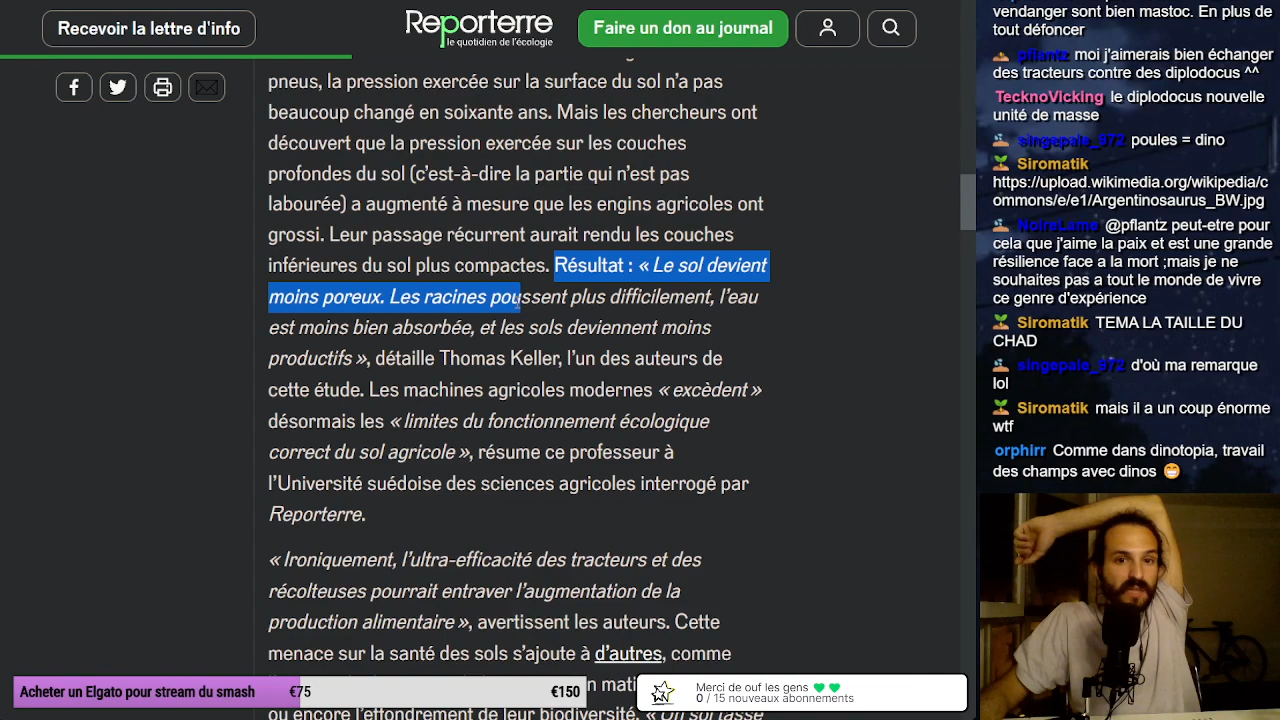 Recevoir la lettre d'info
Reporterre
le quotidien de l'écologie
Faire un don au journal
pneus, la pression exercée sur la surface du sol n'a pas
beaucoup changé en soixante ans. Mais les chercheurs ont
découvert que la pression exercée sur les couches
profondes du sol (c'est-à-dire la partie qui n'est pas
labourée) a augmenté à mesure que les engins agricoles ont
grossi. Leur passage récurrent aurait rendu les couches
inférieures du sol plus compactes. Résultat : « Le sol devient
moins poreux. Les racines poussent plus difficilement, l'eau
est moins bien absorbée, et les sols deviennent moins
productifs », détaille Thomas Keller, l'un des auteurs de
cette étude. Les machines agricoles modernes « excèdent »
désormais les « limites du fonctionnement écologique
correct du sol agricole », résume ce professeur à
l'Université suédoise des sciences agricoles interrogé par
Reporterre.
« Ironiquement, l'ultra-efficacité des tracteurs et des
récolteuses pourrait entraver l'augmentation de la
production alimentaire », avertissent les auteurs. Cette
menace sur la santé des sols s'ajoute à d'autres, comme
ou encore l'effondrement de leur biodiversité. « Un sol tassé
Acheter un Elgato pour stream du smash €75 €150
Merci de ouf les gens
0 / 15 nouveaux abonnements
vendanger sont bien mastoc. En plus de
tout défoncer
pflantz moi j'aimerais bien échanger
des tracteurs contre des diplodocus ^^
TecknoVicking le diplodocus nouvelle
unité de masse
singepale_972 poules = dino
Siromatik
https://upload.wikimedia.org/wikipedia/c
ommons/e/e1/Argentinosaurus_BW.jpg
NoireLame @pflantz peut-etre pour
cela que j'aime la paix et est une grande
résilience face a la mort ;mais je ne
souhaites pas a tout le monde de vivre
ce genre d'expérience
Siromatik TEMA LA TAILLE DU
CHAD
singepale_972 d'où ma remarque
lol
Siromatik mais il a un coup énorme
wtf
orphirr Comme dans dinotopia, travail
des champs avec dinos 😁